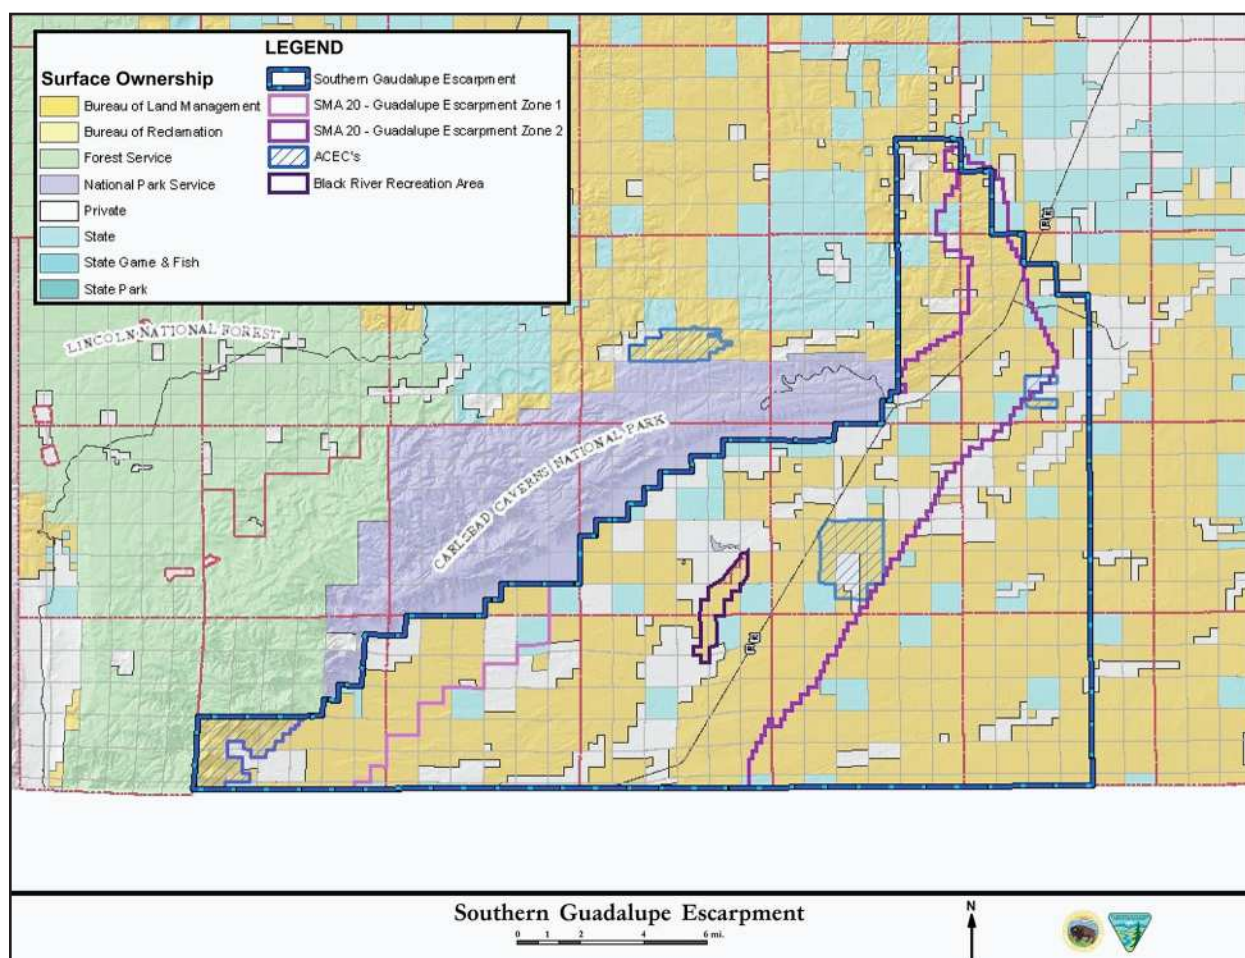 LEGEND
Surface Ownership
Bureau of Land Management
Bureau of Reclamation
Forest Service
National Park Service
Private
State
State Game & Fish
State Park
Southern Gaudalupe Escarpment
SMA 20 - Guadalupe Escarpment Zone 1
SMA 20 - Guadalupe Escarpment Zone 2
ACEC's
Black River Recreation Area
LINCOLN NATIONAL FOREST
CARLSBAD CAVERNS NATIONAL PARK
Southern Guadalupe Escarpment
0 1 2 4 6 mi.
N